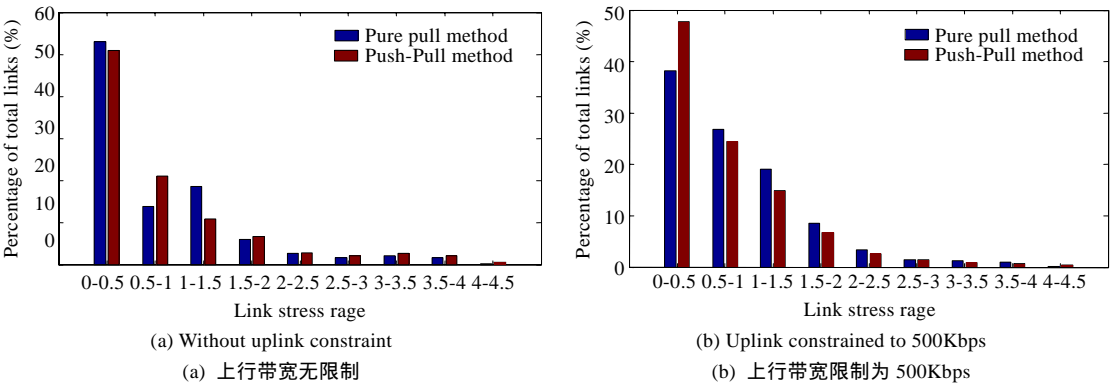 60
50
40
30
20
10
0
Percentage of total links (%)
Pure pull method
Push-Pull method
0-0.5 0.5-1 1-1.5 1.5-2 2-2.5 2.5-3 3-3.5 3.5-4 4-4.5
Link stress rage
(a) Without uplink constraint
(a) 上行带宽无限制
50
40
30
20
10
0
Percentage of total links (%)
Pure pull method
Push-Pull method
0-0.5 0.5-1 1-1.5 1.5-2 2-2.5 2.5-3 3-3.5 3.5-4 4-4.5
Link stress rage
(b) Uplink constrained to 500Kbps
(b) 上行带宽限制为 500Kbps